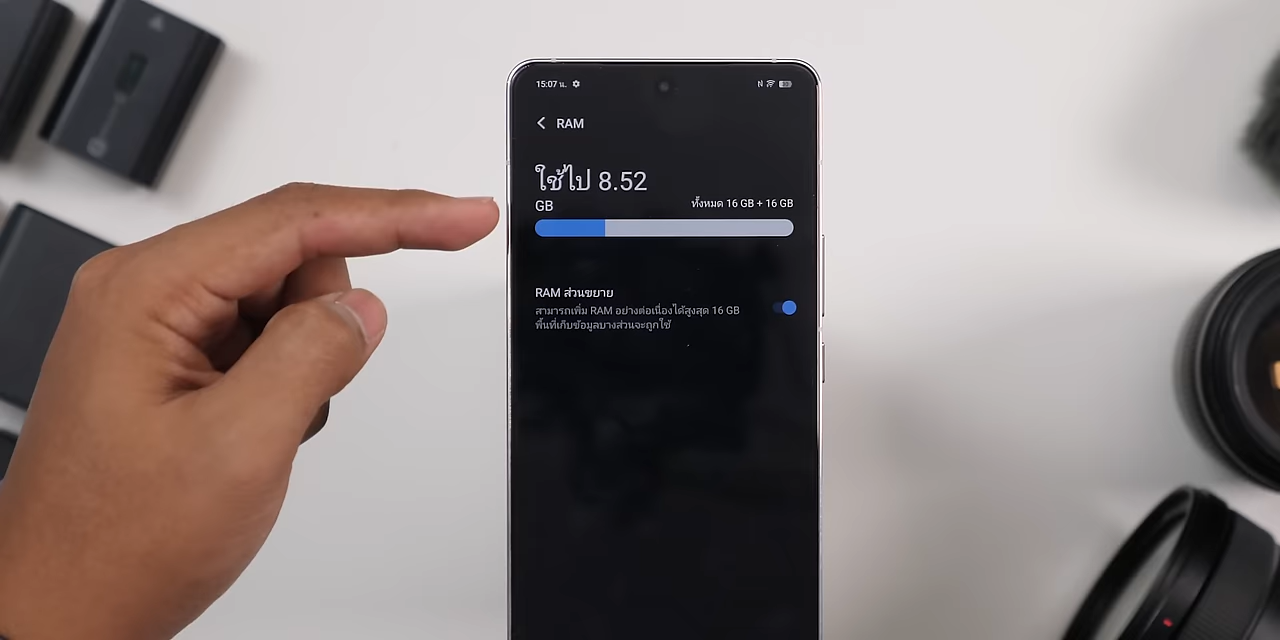 15:07 น.
RAM
ใช้ไป 8.52
GB
ทั้งหมด 16 GB + 16 GB
RAM ส่วนขยาย
สามารถเพิ่ม RAM อย่างต่อเนื่องได้สูงสุด 16 GB
พื้นที่เก็บข้อมูลบางส่วนจะถูกใช้